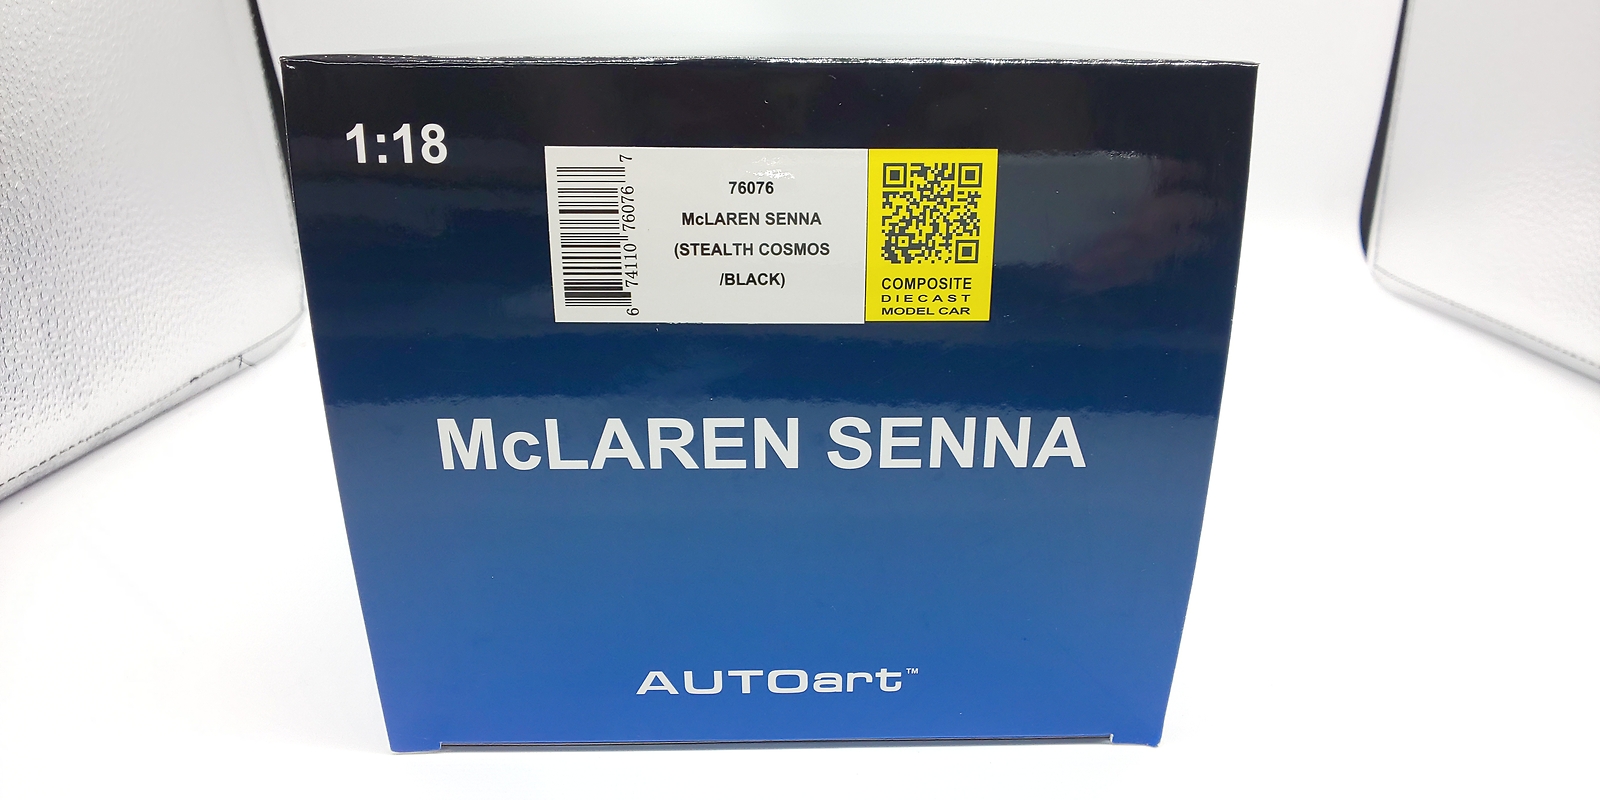 1:18
6 74110 76076 7
76076
McLAREN SENNA
(STEALTH COSMOS
/BLACK)
COMPOSITE
DIECAST
MODEL CAR
McLAREN SENNA
AUTOart™